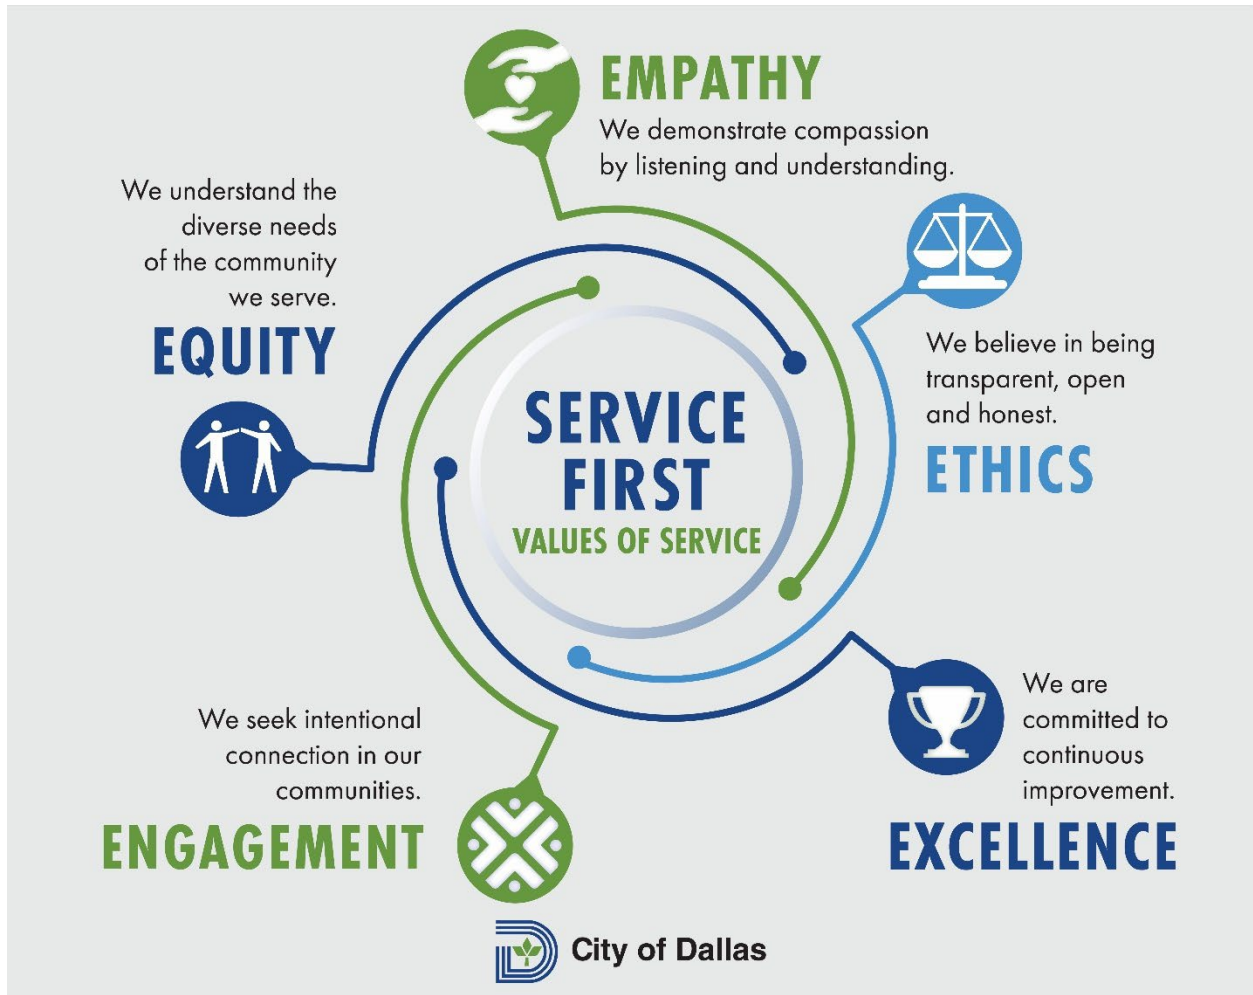 EMPATHY
We demonstrate compassion
by listening and understanding.
We understand the
diverse needs
of the community
we serve.
EQUITY
We believe in being
transparent, open
and honest.
ETHICS
SERVICE
FIRST
VALUES OF SERVICE
We are
committed to
continuous
improvement.
EXCELLENCE
We seek intentional
connection in our
communities.
ENGAGEMENT
City of Dallas